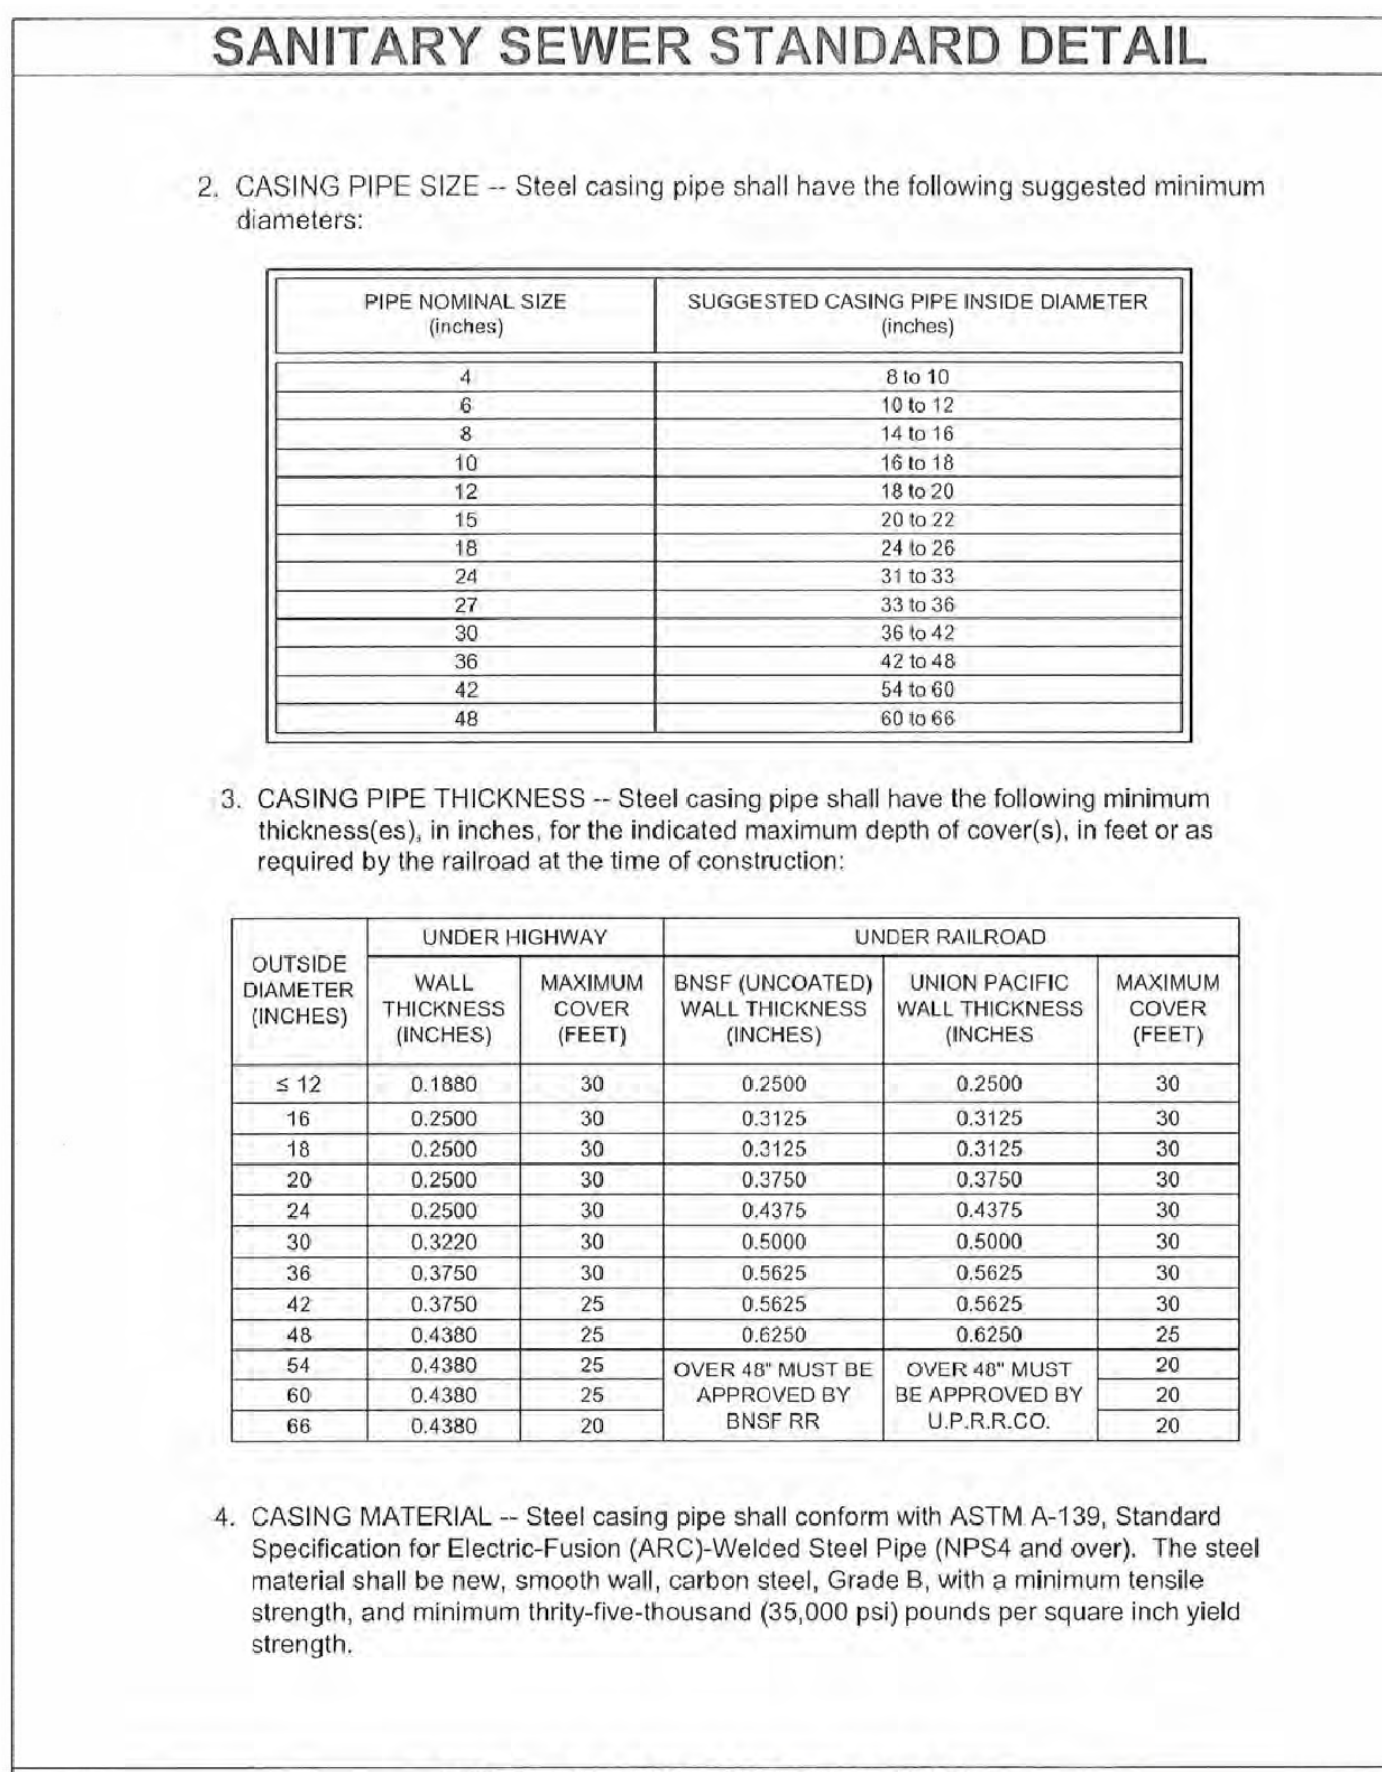 SANITARY SEWER STANDARD DETAIL
2. CASING PIPE SIZE -- Steel casing pipe shall have the following suggested minimum
diameters:
PIPE NOMINAL SIZE SUGGESTED CASING PIPE INSIDE DIAMETER
(inches) (inches)
4 8 to 10
6 10 to 12
8 14 to 16
10 16 to 18
12 18 to 20
15 20 to 22
18 24 to 26
24 31 to 33
27 33 to 36
30 36 to 42
36 42 to 48
42 54 to 60
48 60 to 66
3. CASING PIPE THICKNESS -- Steel casing pipe shall have the following minimum
thickness(es), in inches, for the indicated maximum depth of cover(s), in feet or as
required by the railroad at the time of construction:
UNDER HIGHWAY UNDER RAILROAD
OUTSIDE
DIAMETER
(INCHES)
WALL
THICKNESS
(INCHES)
MAXIMUM
COVER
(FEET)
BNSF (UNCOATED)
WALL THICKNESS
(INCHES)
UNION PACIFIC
WALL THICKNESS
(INCHES
MAXIMUM
COVER
(FEET)
≤ 12 0.1880 30 0.2500 0.2500 30
16 0.2500 30 0.3125 0.3125 30
18 0.2500 30 0.3125 0.3125 30
20 0.2500 30 0.3750 0.3750 30
24 0.2500 30 0.4375 0.4375 30
30 0.3220 30 0.5000 0.5000 30
36 0.3750 30 0.5625 0.5625 30
42 0.3750 25 0.5625 0.5625 30
48 0.4380 25 0.6250 0.6250 25
54 0.4380 25 OVER 48" MUST BE OVER 48" MUST 20
60 0.4380 25 APPROVED BY BE APPROVED BY 20
66 0.4380 20 BNSF RR U.P.R.R.CO. 20
4. CASING MATERIAL -- Steel casing pipe shall conform with ASTM A-139, Standard
Specification for Electric-Fusion (ARC)-Welded Steel Pipe (NPS4 and over). The steel
material shall be new, smooth wall, carbon steel, Grade B, with a minimum tensile
strength, and minimum thrity-five-thousand (35,000 psi) pounds per square inch yield
strength.